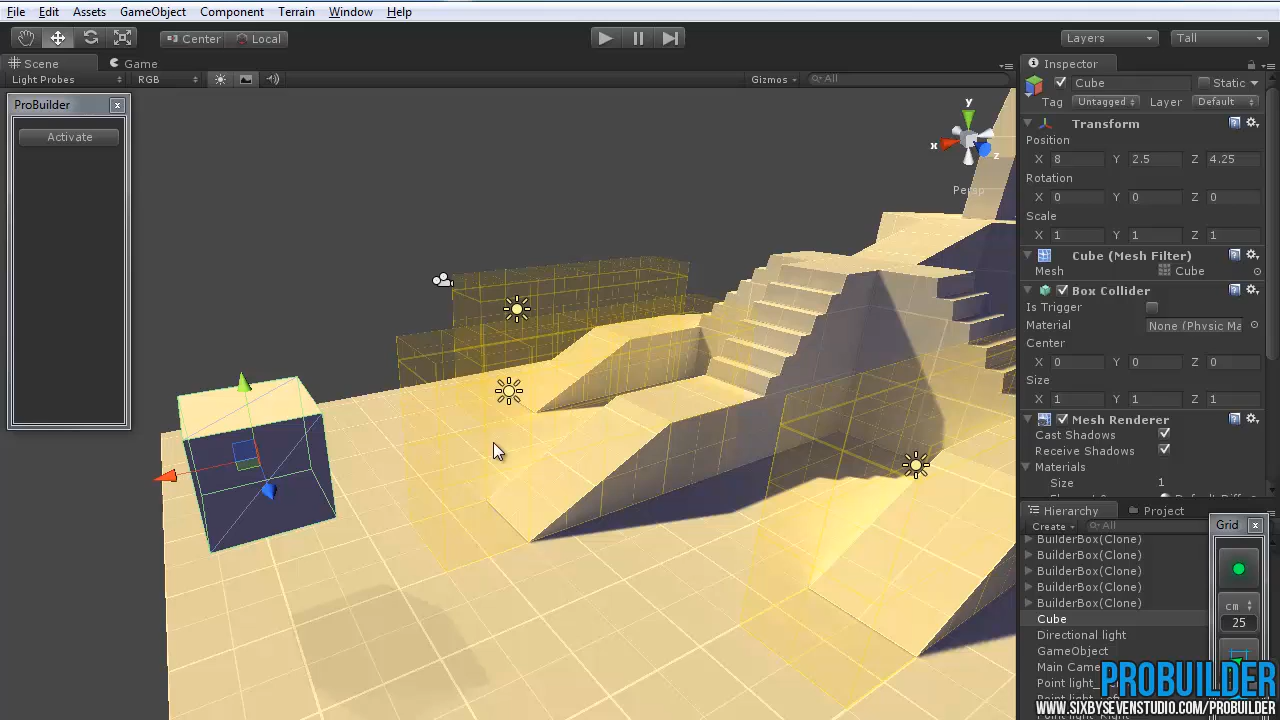 File Edit Assets GameObject Component Terrain Window Help
Center Local
Layers Tall
Scene Game
Light Probes RGB Gizmos All
ProBuilder
Activate
y
x
z
Persp
Inspector
Cube Static
Tag Untagged Layer Default
Transform
Position
X 8 Y 2.5 Z 4.25
Rotation
X 0 Y 0 Z 0
Scale
X 1 Y 1 Z 1
Cube (Mesh Filter)
Mesh Cube
Box Collider
Is Trigger
Material None (Physic Ma
Center
X 0 Y 0 Z 0
Size
X 1 Y 1 Z 1
Mesh Renderer
Cast Shadows
Receive Shadows
Materials
Size 1
Hierarchy Project
Create All
BuilderBox(Clone)
BuilderBox(Clone)
BuilderBox(Clone)
BuilderBox(Clone)
BuilderBox(Clone)
Cube
Directional light
GameObject
Main Came
Point light_
Grid
cm
25
PROBUILDER
WWW.SIXBYSEVENSTUDIO.COM/PROBUILDER